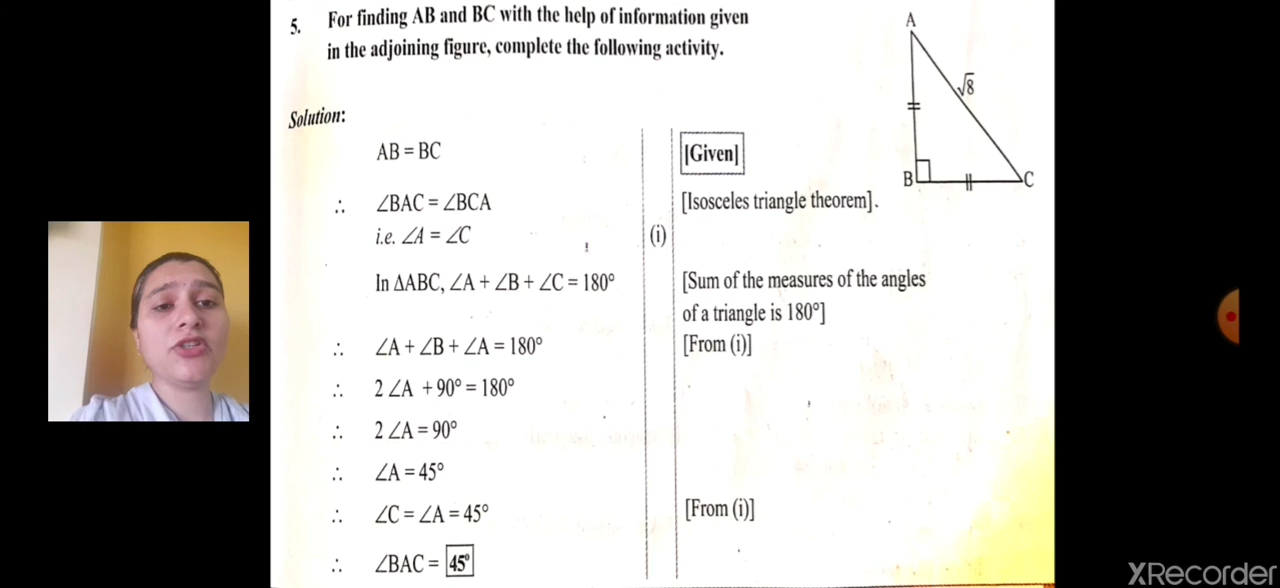 5. For finding AB and BC with the help of information given
in the adjoining figure, complete the following activity.
A
√8
B
C
Solution:
AB = BC [Given]
∴ ∠BAC = ∠BCA [Isosceles triangle theorem].
i.e. ∠A = ∠C (i)
In ΔABC, ∠A + ∠B + ∠C = 180° [Sum of the measures of the angles
of a triangle is 180°]
∴ ∠A + ∠B + ∠A = 180° [From (i)]
∴ 2 ∠A + 90° = 180°
∴ 2 ∠A = 90°
∴ ∠A = 45°
∴ ∠C = ∠A = 45° [From (i)]
∴ ∠BAC = 45°
XRecorder